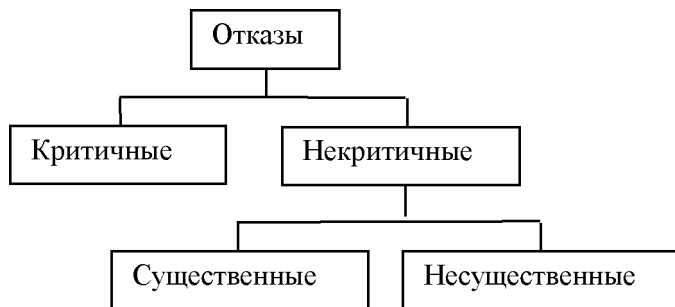 Отказы
Критичные
Некритичные
Существенные
Несущественные